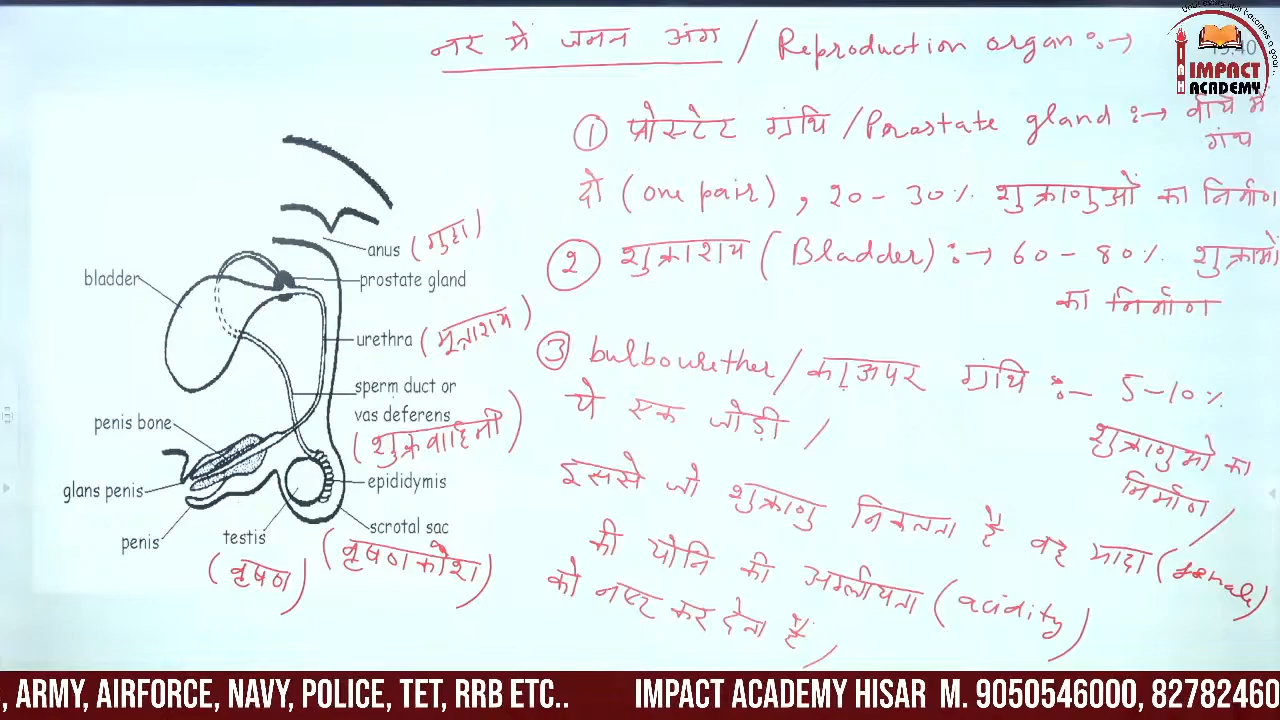 नर में जनन अंग / Reproduction organ :→
IMPACT
ACADEMY
① प्रोस्टेट ग्रंथि / Prostate gland :→ वीर्य में
गंध
दो (one pair), 20 - 30% शुक्राणुओं का निर्माण
② शुक्राशय (Bladder) :→ 60 - 80% शुक्राणुओं
का निर्माण
③ bulbourether / काऊपर ग्रंथि :- 5-10%
शुक्राणुओ का
निर्माण /
ये एक जोड़ी /
इससे जो शुक्राणु निकलता है वह मादा (female)
की योनि की अम्लीयता (acidity)
को नष्ट कर देता है /
anus (गुदा)
bladder
prostate gland
urethra (मूत्राशय)
sperm duct or
vas deferens
(शुक्रवाहिनी)
penis bone
epididymis
glans penis
scrotal sac
(वृषण कोश)
penis
testis
(वृषण)
, ARMY, AIRFORCE, NAVY, POLICE, TET, RRB ETC.. IMPACT ACADEMY HISAR M. 9050546000, 82782460